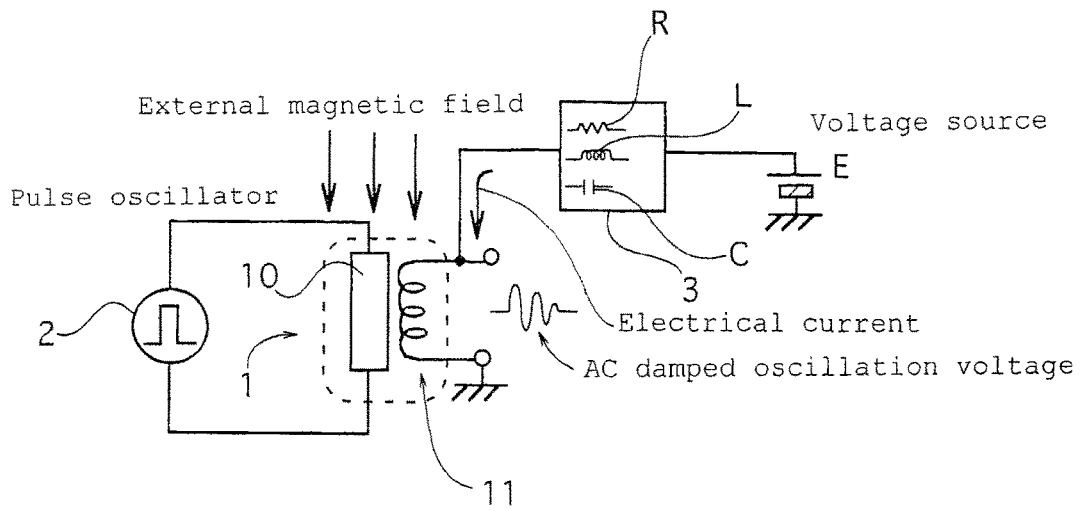 R
L
External magnetic field
Voltage source
E
Pulse oscillator
C
10
3
2
Electrical current
1
AC damped oscillation voltage
11